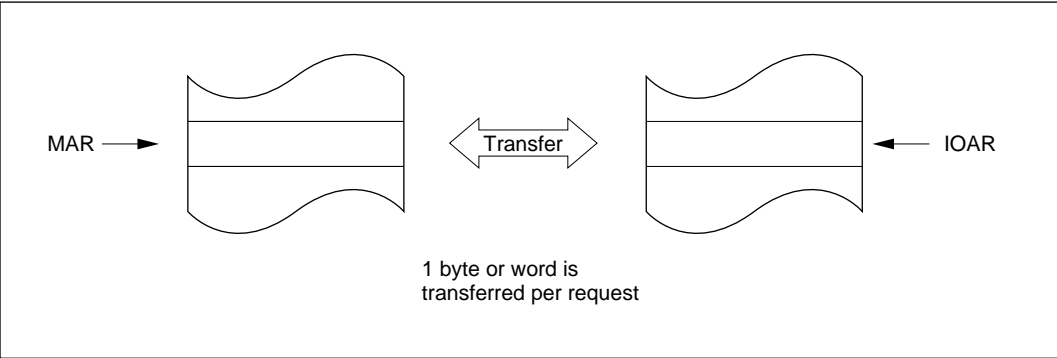 MAR
Transfer
IOAR
1 byte or word is
transferred per request